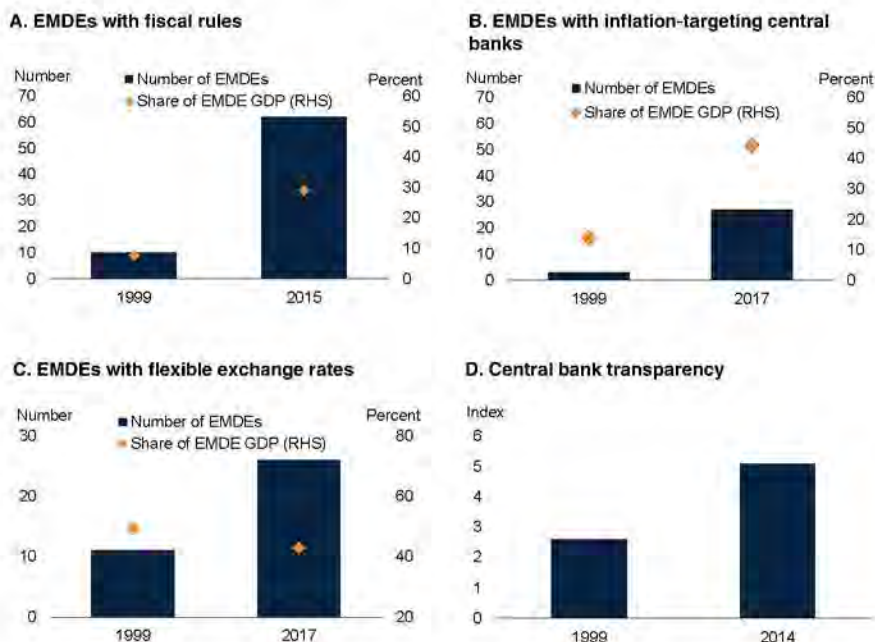 A. EMDEs with fiscal rules
Number
Percent
Number of EMDEs
Share of EMDE GDP (RHS)
70
60
50
40
30
20
10
0
60
50
40
30
20
10
0
1999
2015
B. EMDEs with inflation-targeting central
banks
Number
Percent
Number of EMDEs
Share of EMDE GDP (RHS)
70
60
50
40
30
20
10
0
60
50
40
30
20
10
0
1999
2017
C. EMDEs with flexible exchange rates
Number
Percent
Number of EMDEs
Share of EMDE GDP (RHS)
30
20
10
0
80
60
40
20
1999
2017
D. Central bank transparency
Index
6
5
4
3
2
1
0
1999
2014